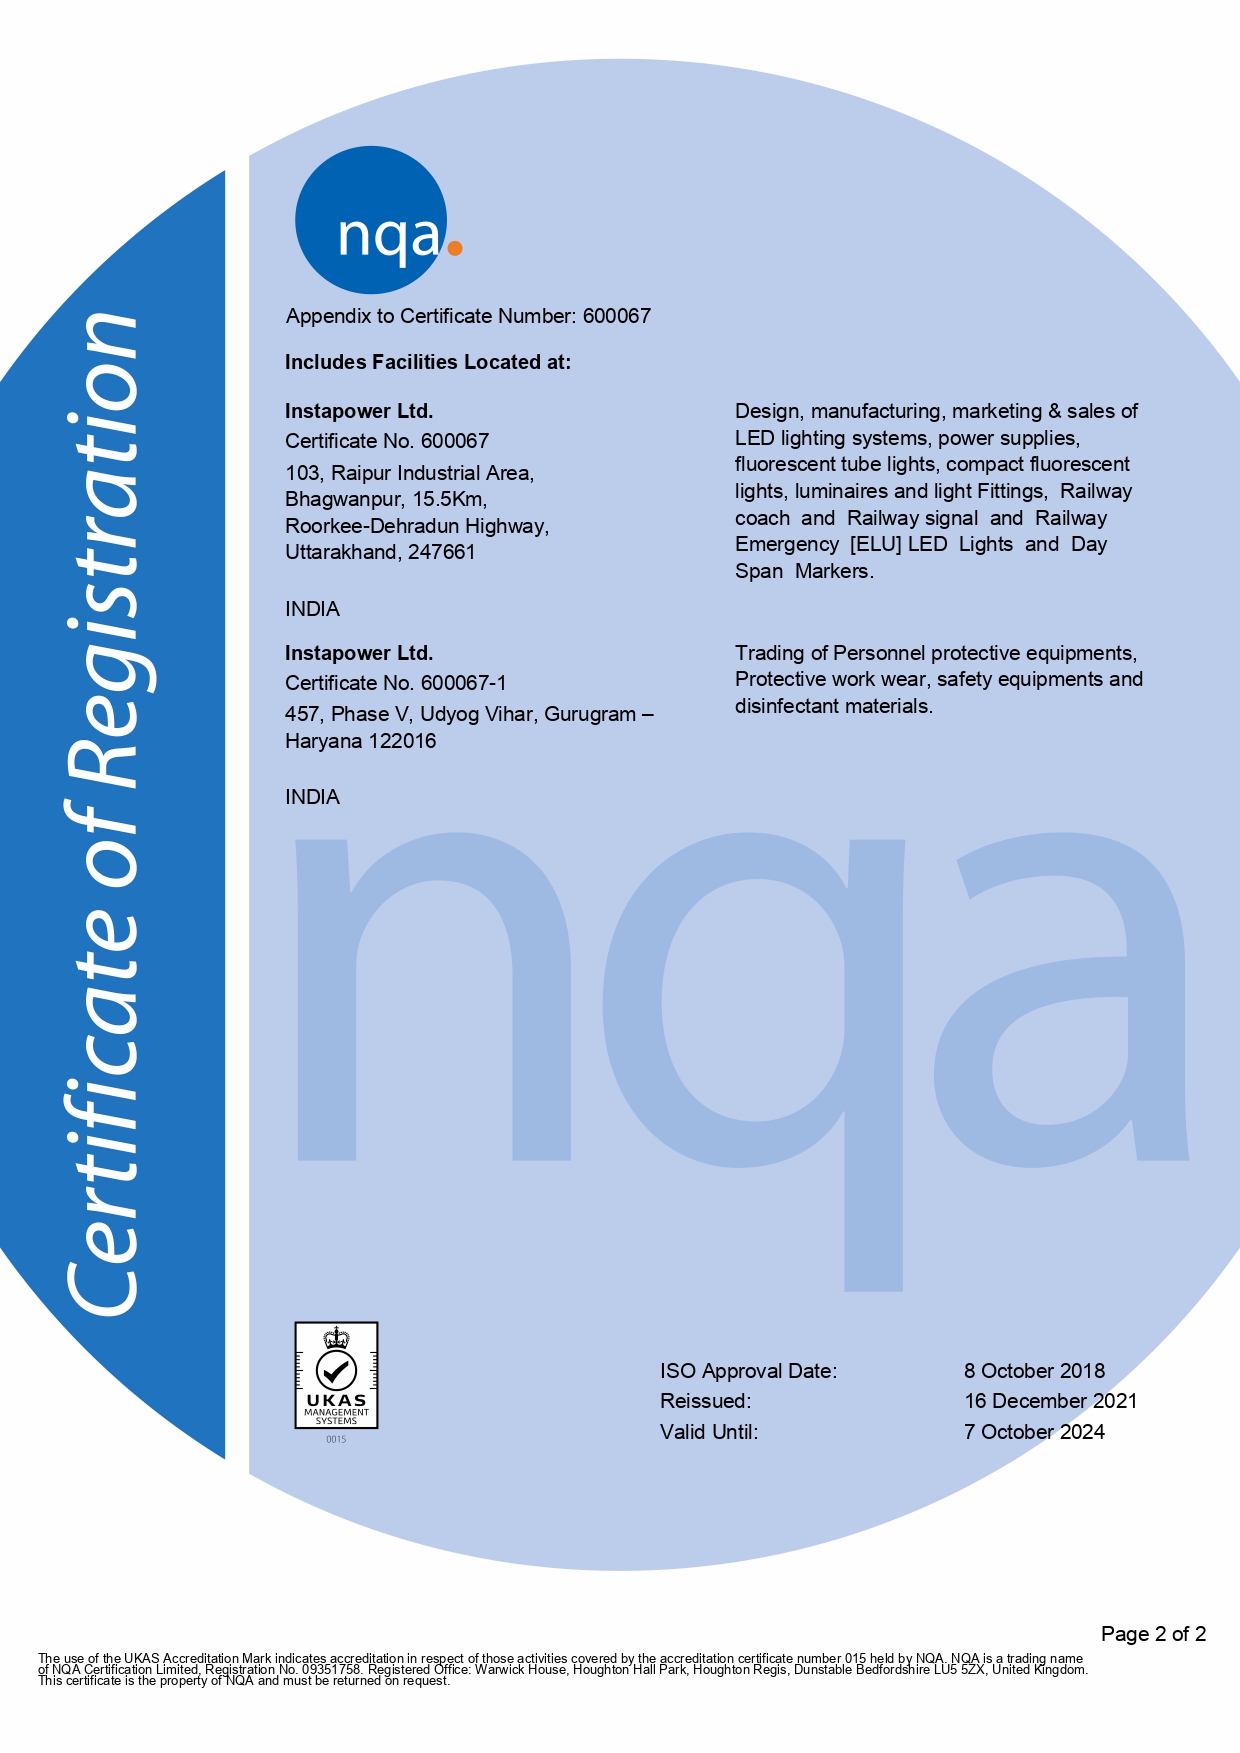 Certificate of Registration
nqa.
Appendix to Certificate Number: 600067
Includes Facilities Located at:
Instapower Ltd.
Certificate No. 600067
103, Raipur Industrial Area,
Bhagwanpur, 15.5Km,
Roorkee-Dehradun Highway,
Uttarakhand, 247661
INDIA
Design, manufacturing, marketing & sales of
LED lighting systems, power supplies,
fluorescent tube lights, compact fluorescent
lights, luminaires and light Fittings, Railway
coach and Railway signal and Railway
Emergency [ELU] LED Lights and Day
Span Markers.
Instapower Ltd.
Certificate No. 600067-1
457, Phase V, Udyog Vihar, Gurugram –
Haryana 122016
INDIA
Trading of Personnel protective equipments,
Protective work wear, safety equipments and
disinfectant materials.
nqa
UKAS
MANAGEMENT
SYSTEMS
0015
ISO Approval Date: 8 October 2018
Reissued: 16 December 2021
Valid Until: 7 October 2024
Page 2 of 2
The use of the UKAS Accreditation Mark indicates accreditation in respect of those activities covered by the accreditation certificate number 015 held by NQA. NQA is a trading name
of NQA Certification Limited, Registration No. 09351758. Registered Office: Warwick House, Houghton Hall Park, Houghton Regis, Dunstable Bedfordshire LU5 5ZX, United Kingdom.
This certificate is the property of NQA and must be returned on request.